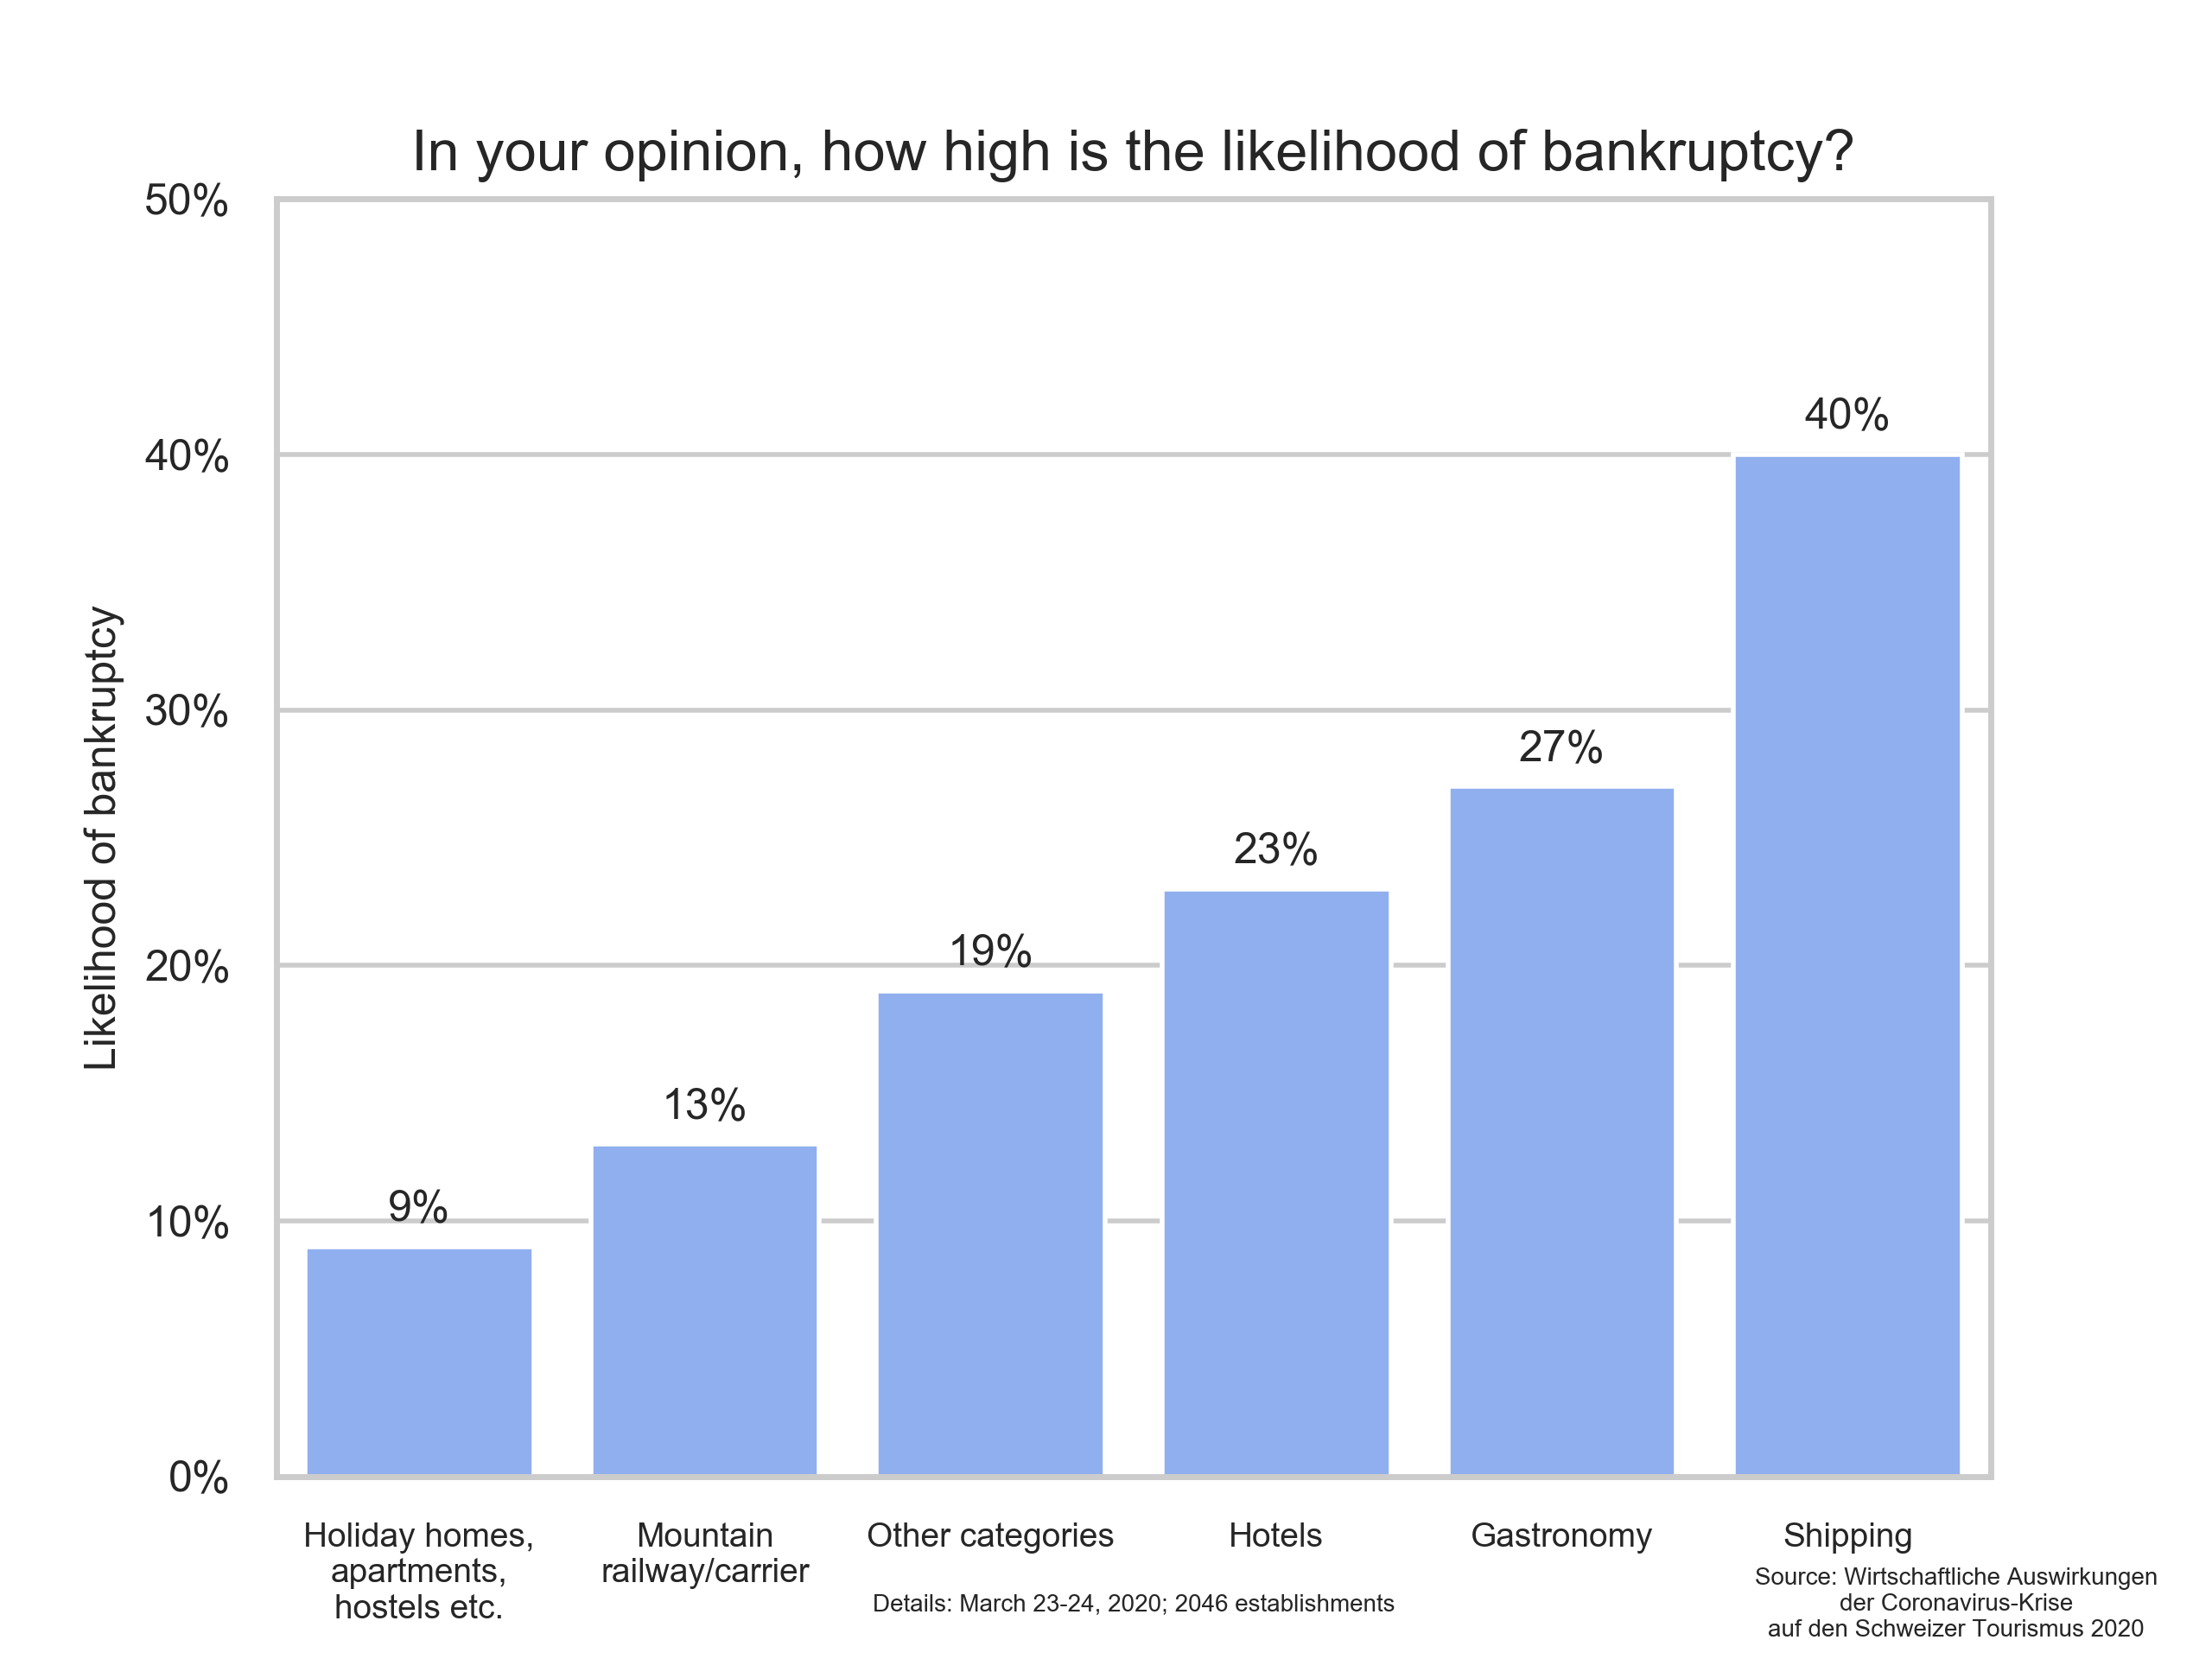 In your opinion, how high is the likelihood of bankruptcy?
50%
40%
30%
20%
10%
0%
Likelihood of bankruptcy
9%
13%
19%
23%
27%
40%
Holiday homes,
apartments,
hostels etc.
Mountain
railway/carrier
Other categories
Hotels
Gastronomy
Shipping
Details: March 23-24, 2020; 2046 establishments
Source: Wirtschaftliche Auswirkungen
der Coronavirus-Krise
auf den Schweizer Tourismus 2020